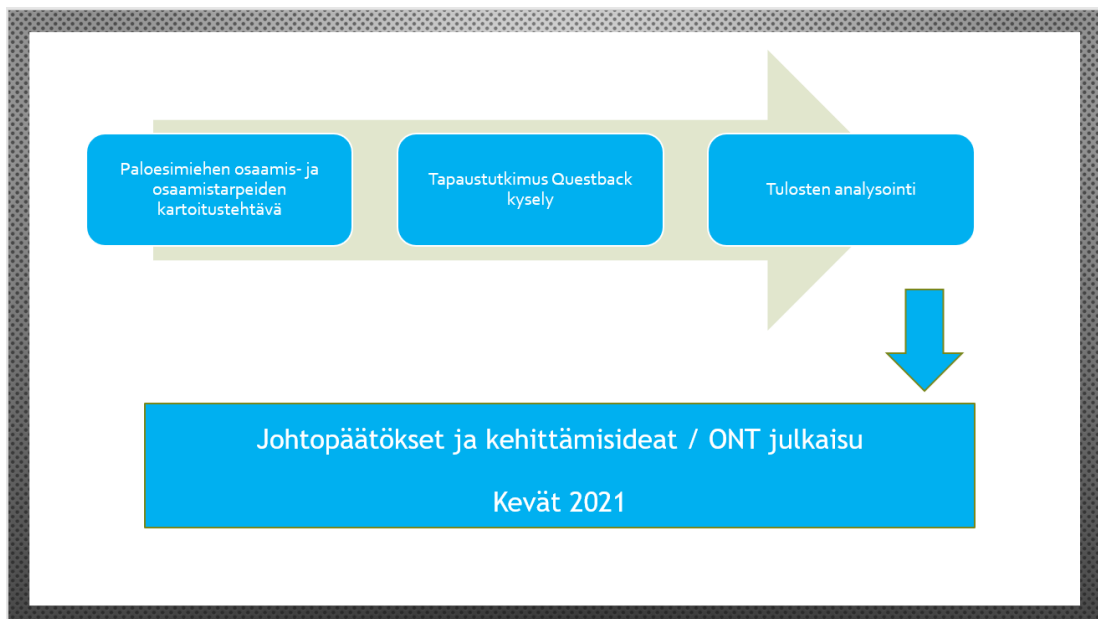 Paloesimiehen osaamis- ja
osaamistarpeiden
kartoitustehtävä
Tapaustutkimus Questback
kysely
Tulosten analysointi
Johtopäätökset ja kehittämisideat / ONT julkaisu
Kevät 2021